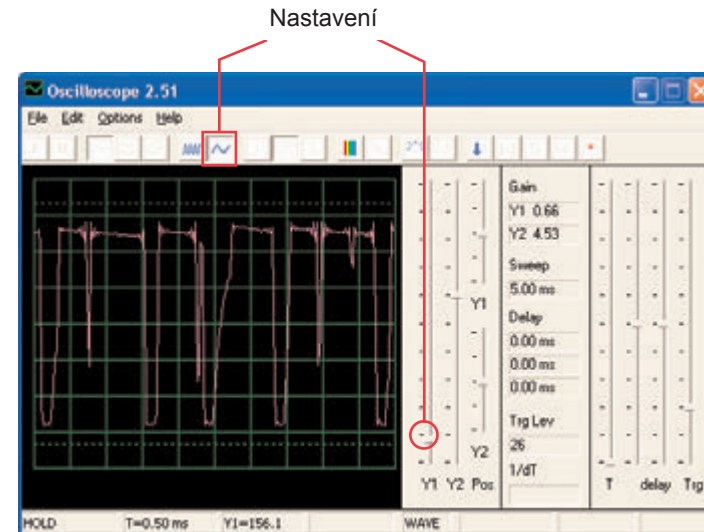 Nastavení
Oscilloscope 2.51
File Edit Options Help
Gain
Y1 0.66
Y2 4.53
Sweep
5.00 ms
Y1
Delay
0.00 ms
0.00 ms
0.00 ms
Trg Lev
26
Y2
1/dT
Y1 Y2 Pos
T delay Trg
HOLD T=0.50 ms Y1=156.1 WAVE